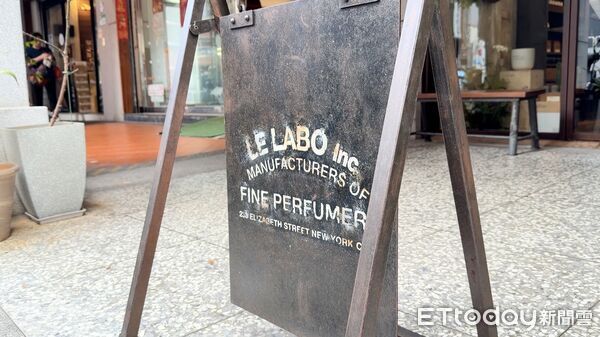 LE LABO Inc
MANUFACTURERS OF
FINE PERFUMER
233 ELIZABETH STREET NEW YORK C
ETtoday新聞雲